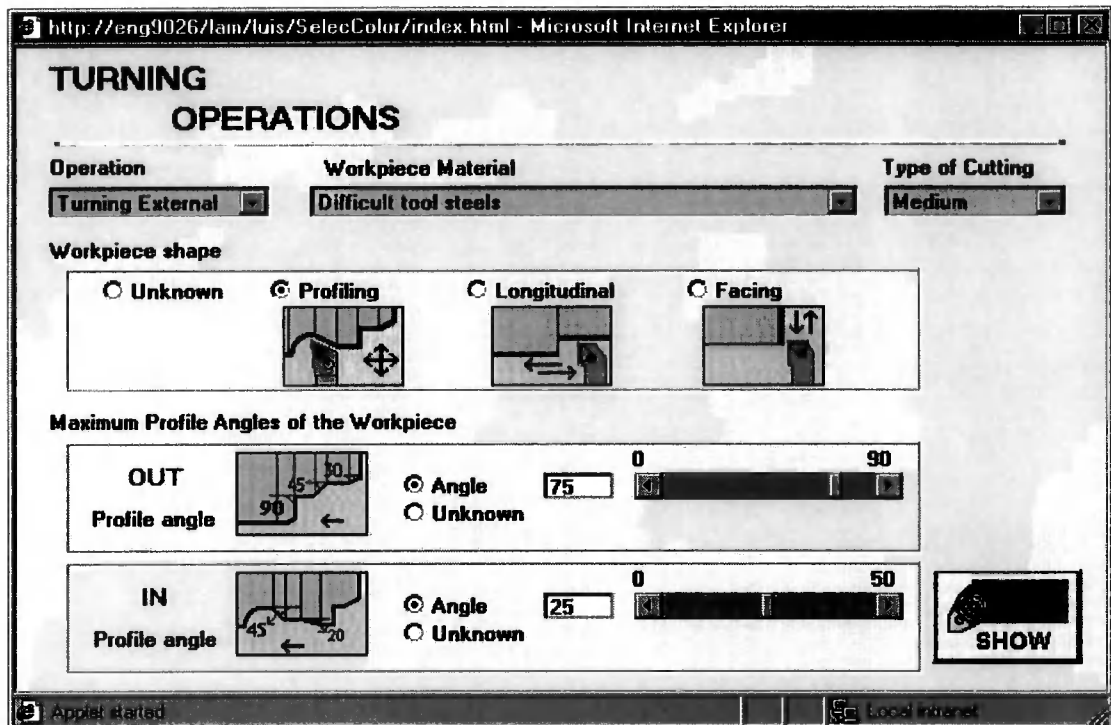 http://eng9026/lam/luis/SelecColor/index.html - Microsoft Internet Explorer
TURNING
OPERATIONS
Operation Workpiece Material Type of Cutting
Turning External Difficult tool steels Medium
Workpiece shape
Unknown Profiling Longitudinal Facing
Maximum Profile Angles of the Workpiece
OUT
Profile angle
90 45 30
Angle 75
Unknown
0 90
IN
Profile angle
45 20
Angle 25
Unknown
0 50
SHOW
Applet started Local intranet